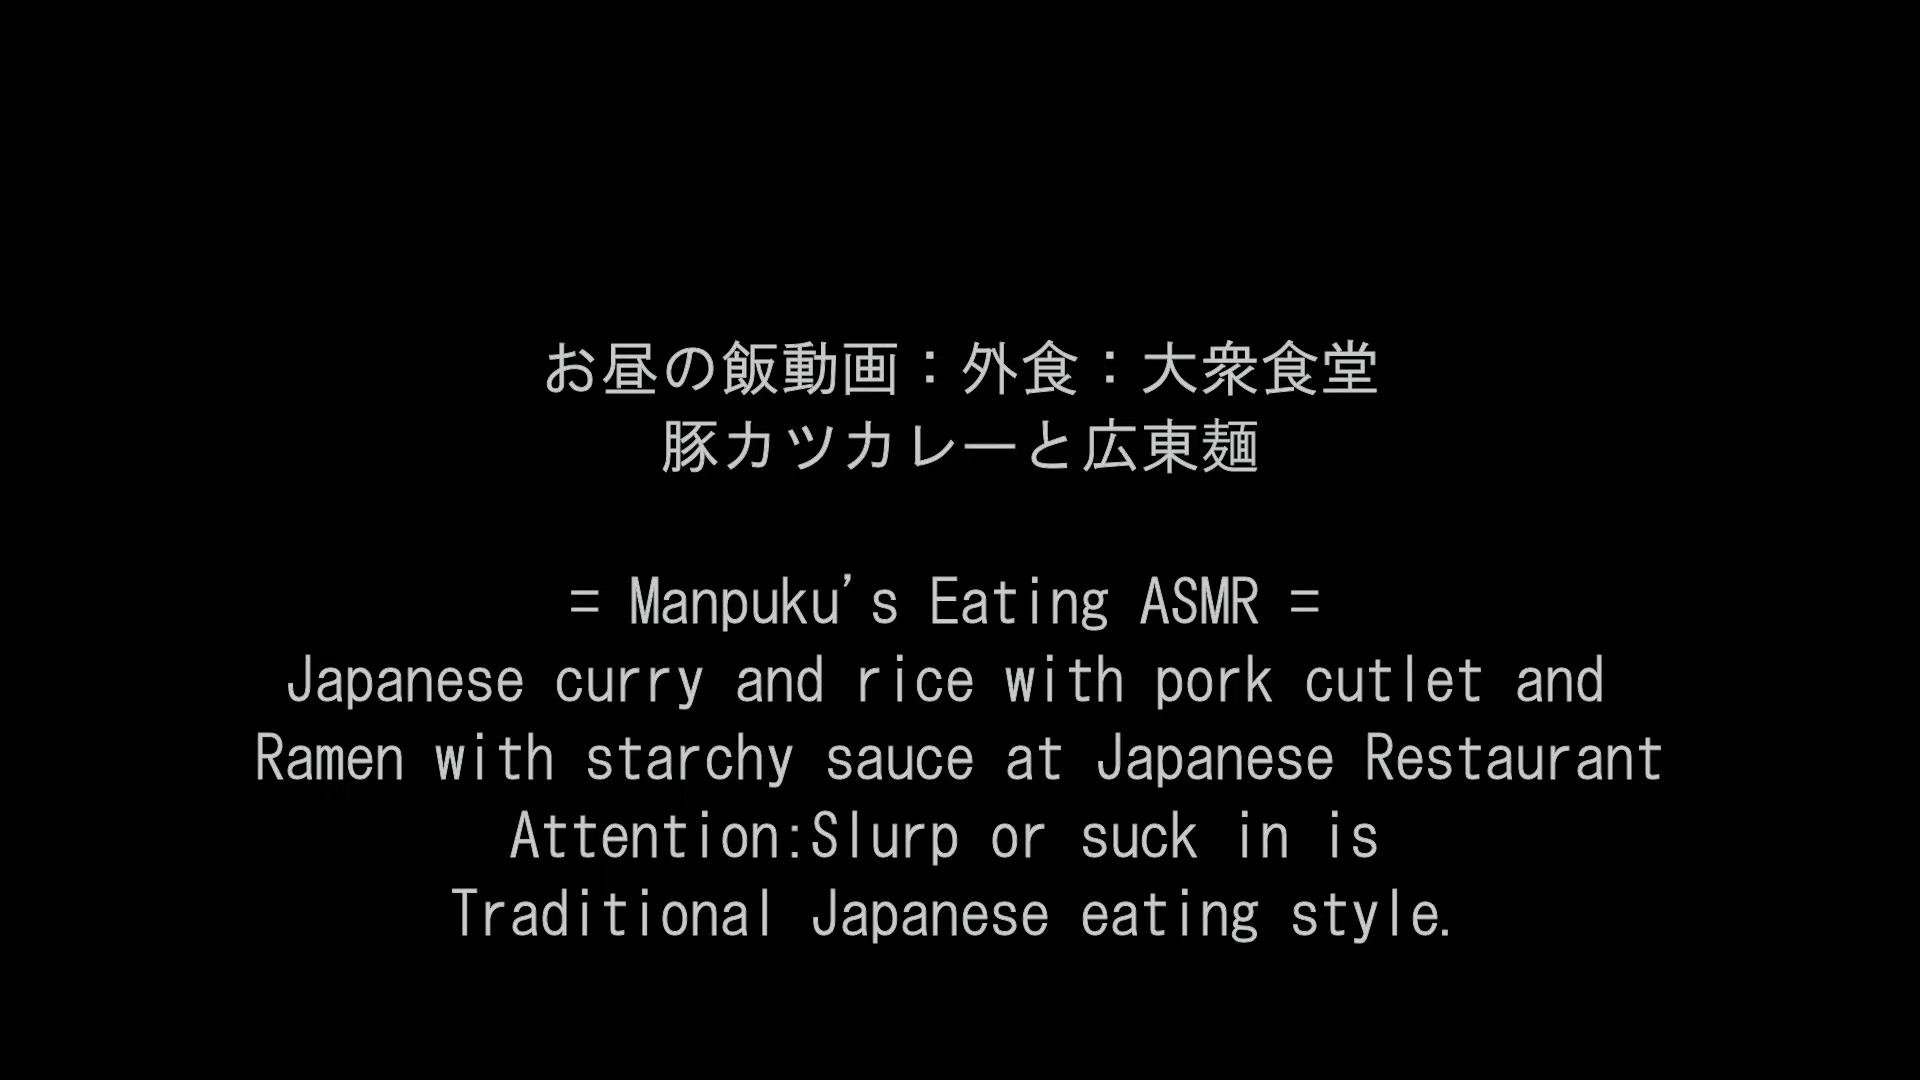 お昼の飯動画：外食：大衆食堂
豚カツカレーと広東麺
= Manpuku's Eating ASMR =
Japanese curry and rice with pork cutlet and
Ramen with starchy sauce at Japanese Restaurant
Attention:Slurp or suck in is
Traditional Japanese eating style.